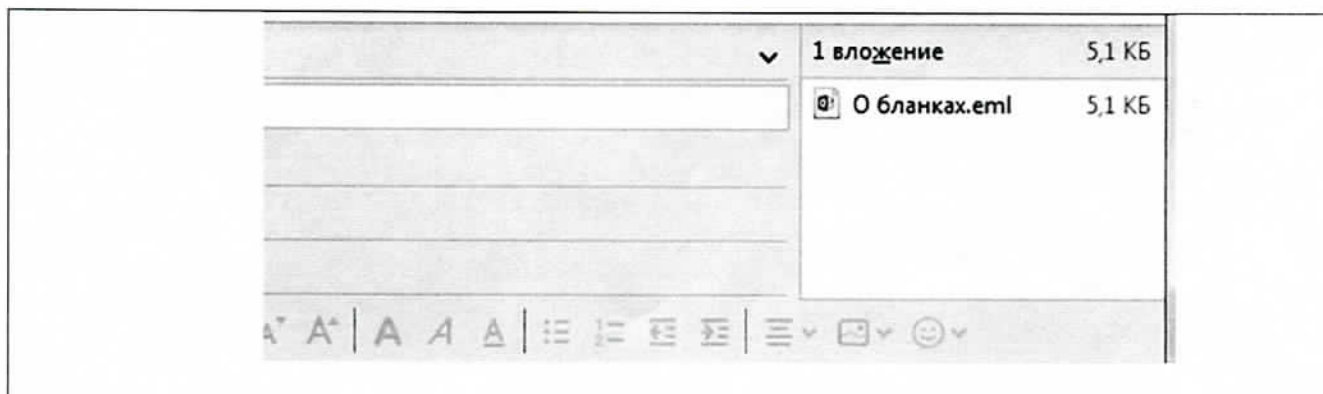 1 вложение 5,1 КБ
О бланках.eml 5,1 КБ
A A A A A